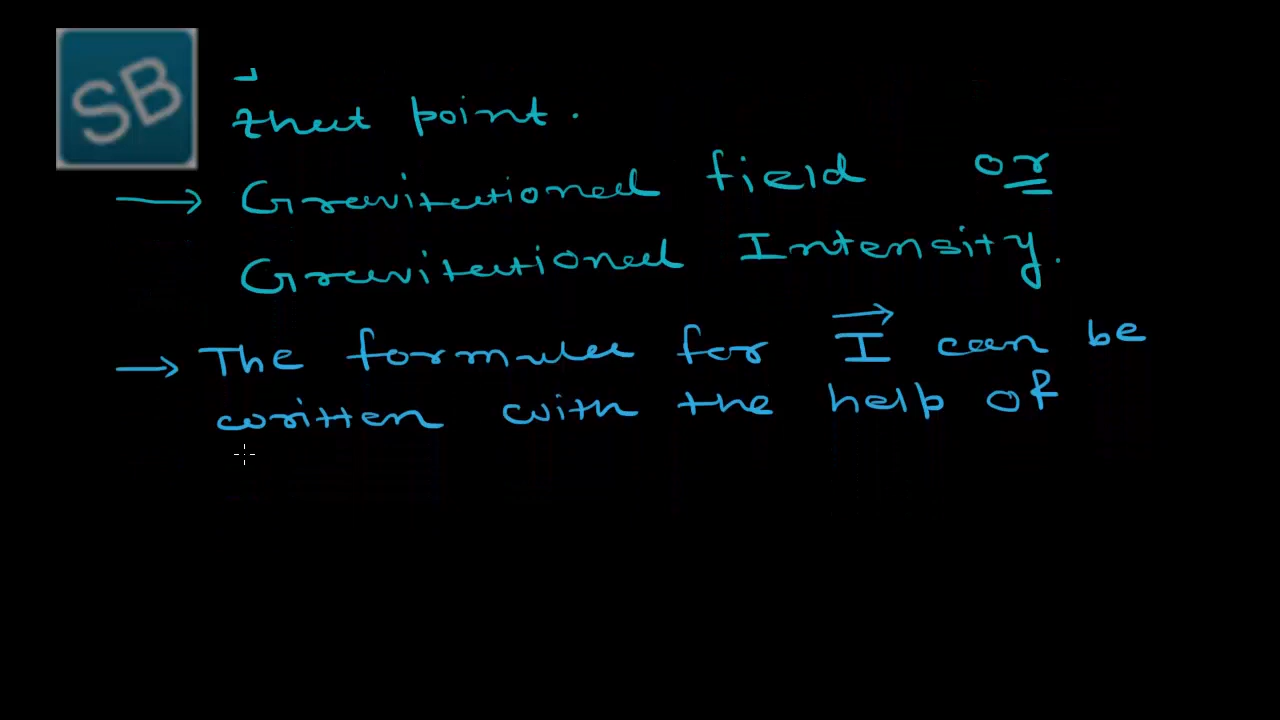 SB
that point.
→ Gravitational field or
Gravitational Intensity.
→ The formula for I can be
written with the help of